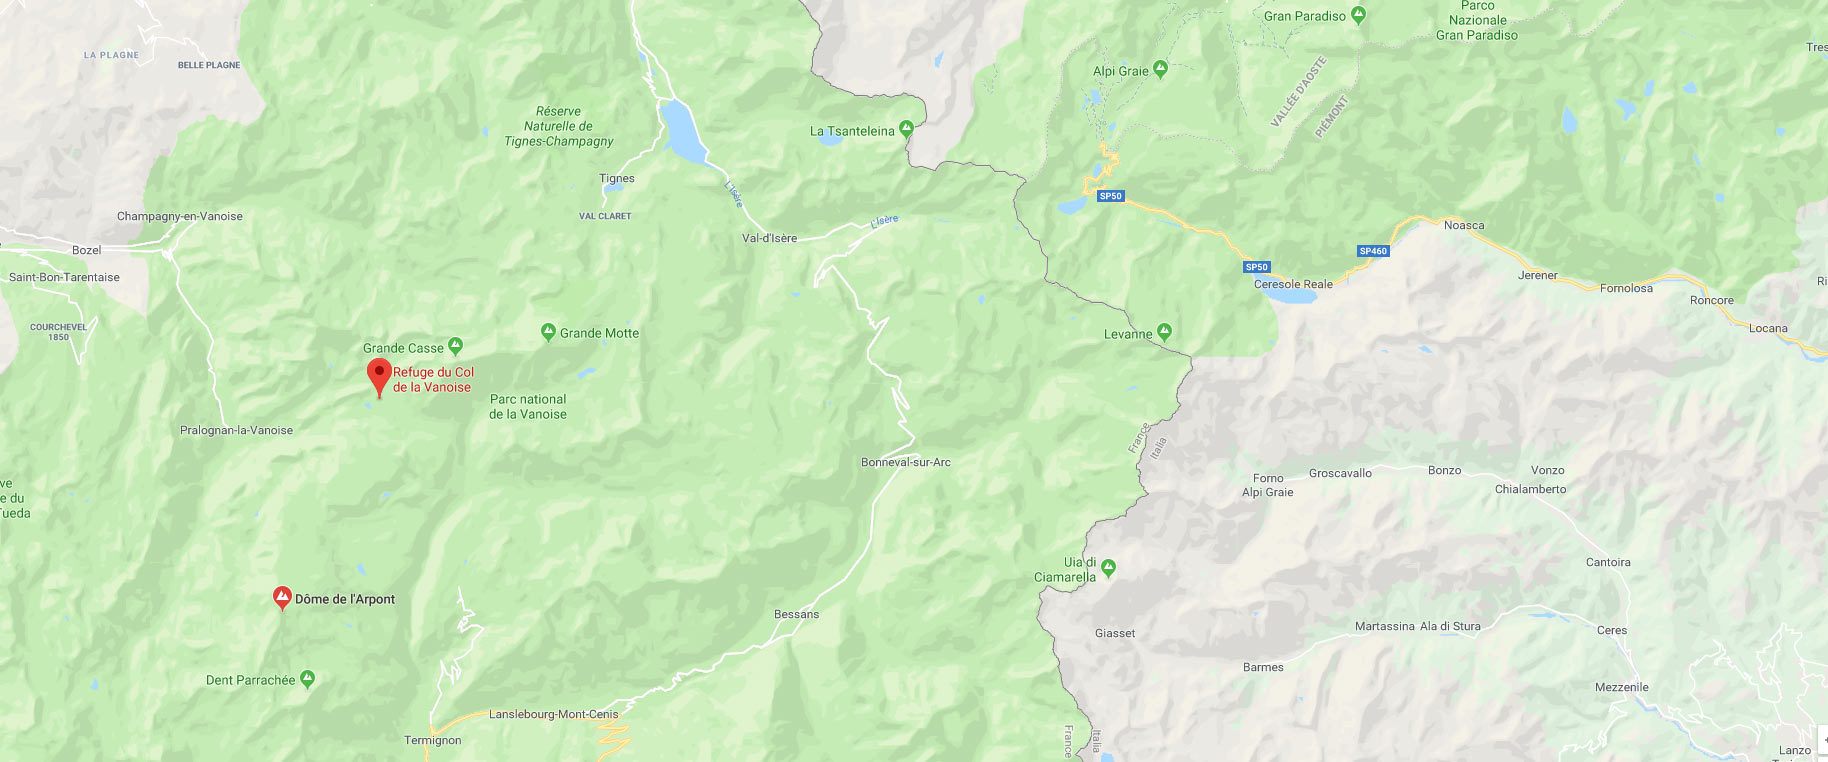 Gran Paradiso
Parco
Nazionale
Gran Paradiso
LA PLAGNE
BELLE PLAGNE
Alpi Graie
VALLÉE D'AOSTE
PIÉMONT
Réserve
Naturelle de
Tignes-Champagny
La Tsanteleina
Tignes
VAL CLARET
L'Isère
L'Isère
SP50
Champagny-en-Vanoise
Val-d'Isère
Noasca
Bozel
SP460
SP50
Saint-Bon-Tarentaise
Ceresole Reale
Jerener
Fornolosa
Roncore
COURCHEVEL
1850
Locana
Grande Motte
Levanne
Grande Casse
Refuge du Col
de la Vanoise
Parc national
de la Vanoise
Pralognan-la-Vanoise
France
Italia
Bonneval-sur-Arc
Forno
Alpi Graie
Groscavallo
Bonzo
Vonzo
Chialamberto
ve
e du
Tueda
Uia di
Ciamarella
Cantoira
Dôme de l'Arpont
Bessans
Giasset
Martassina
Ala di Stura
Ceres
Barmes
Dent Parrachée
Mezzenile
Lanslebourg-Mont-Cenis
Termignon
France
Italia
Lanzo